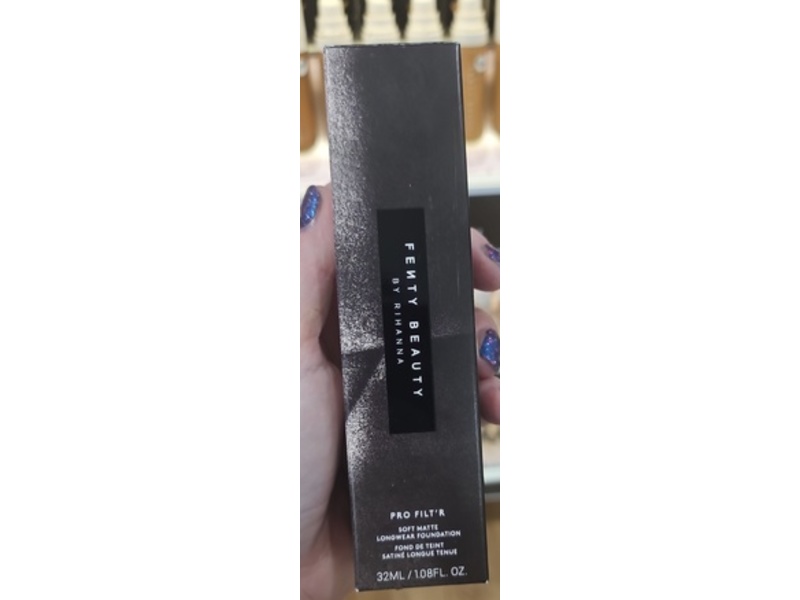 FENTY BEAUTY
BY RIHANNA
PRO FILT'R
SOFT MATTE
LONGWEAR FOUNDATION
FOND DE TEINT
SATINÉ LONGUE TENUE
32ML / 1.08FL. OZ.